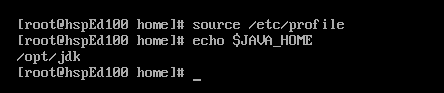 [root@hspEd100 home]# source /etc/profile
[root@hspEd100 home]# echo $JAVA_HOME
/opt/jdk
[root@hspEd100 home]# _